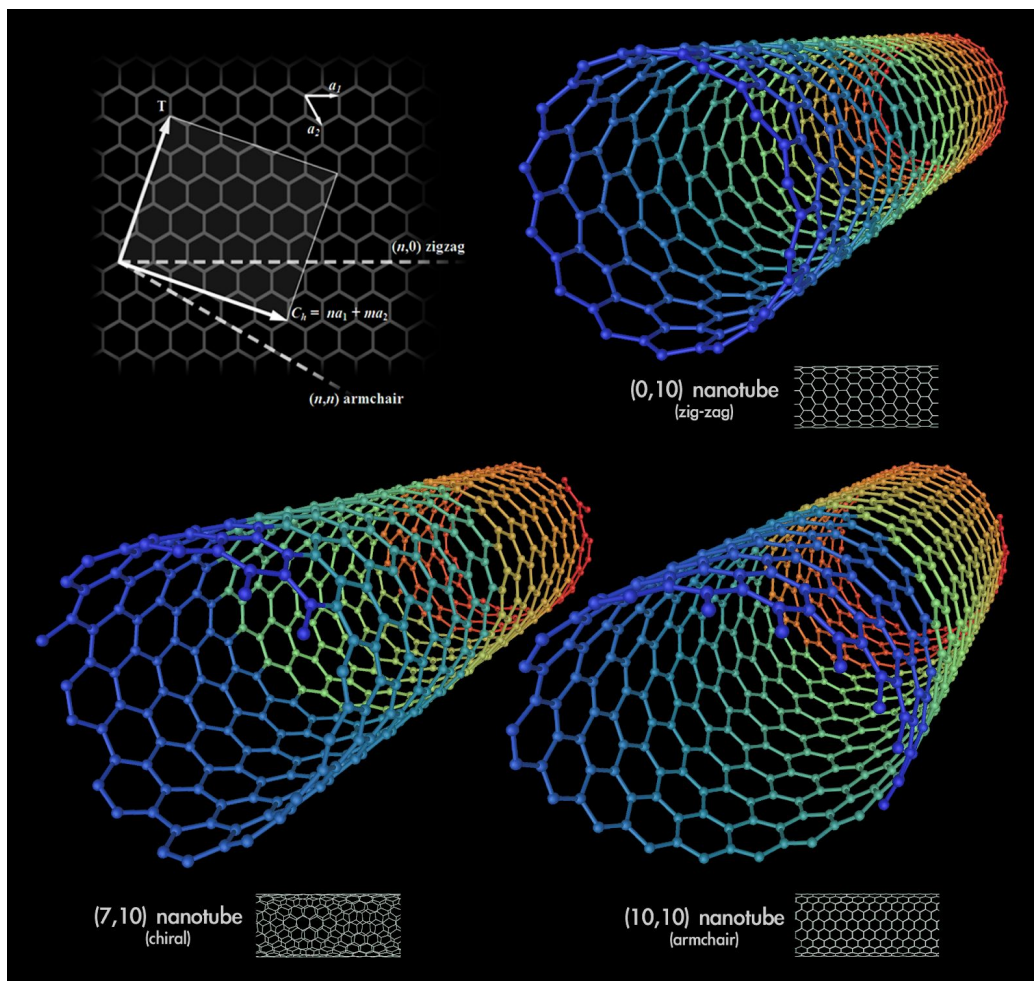 T
a1
a2
(n,0) zigzag
Ch = na1 + ma2
(n,n) armchair
(0,10) nanotube
(zig-zag)
(7,10) nanotube
(chiral)
(10,10) nanotube
(armchair)